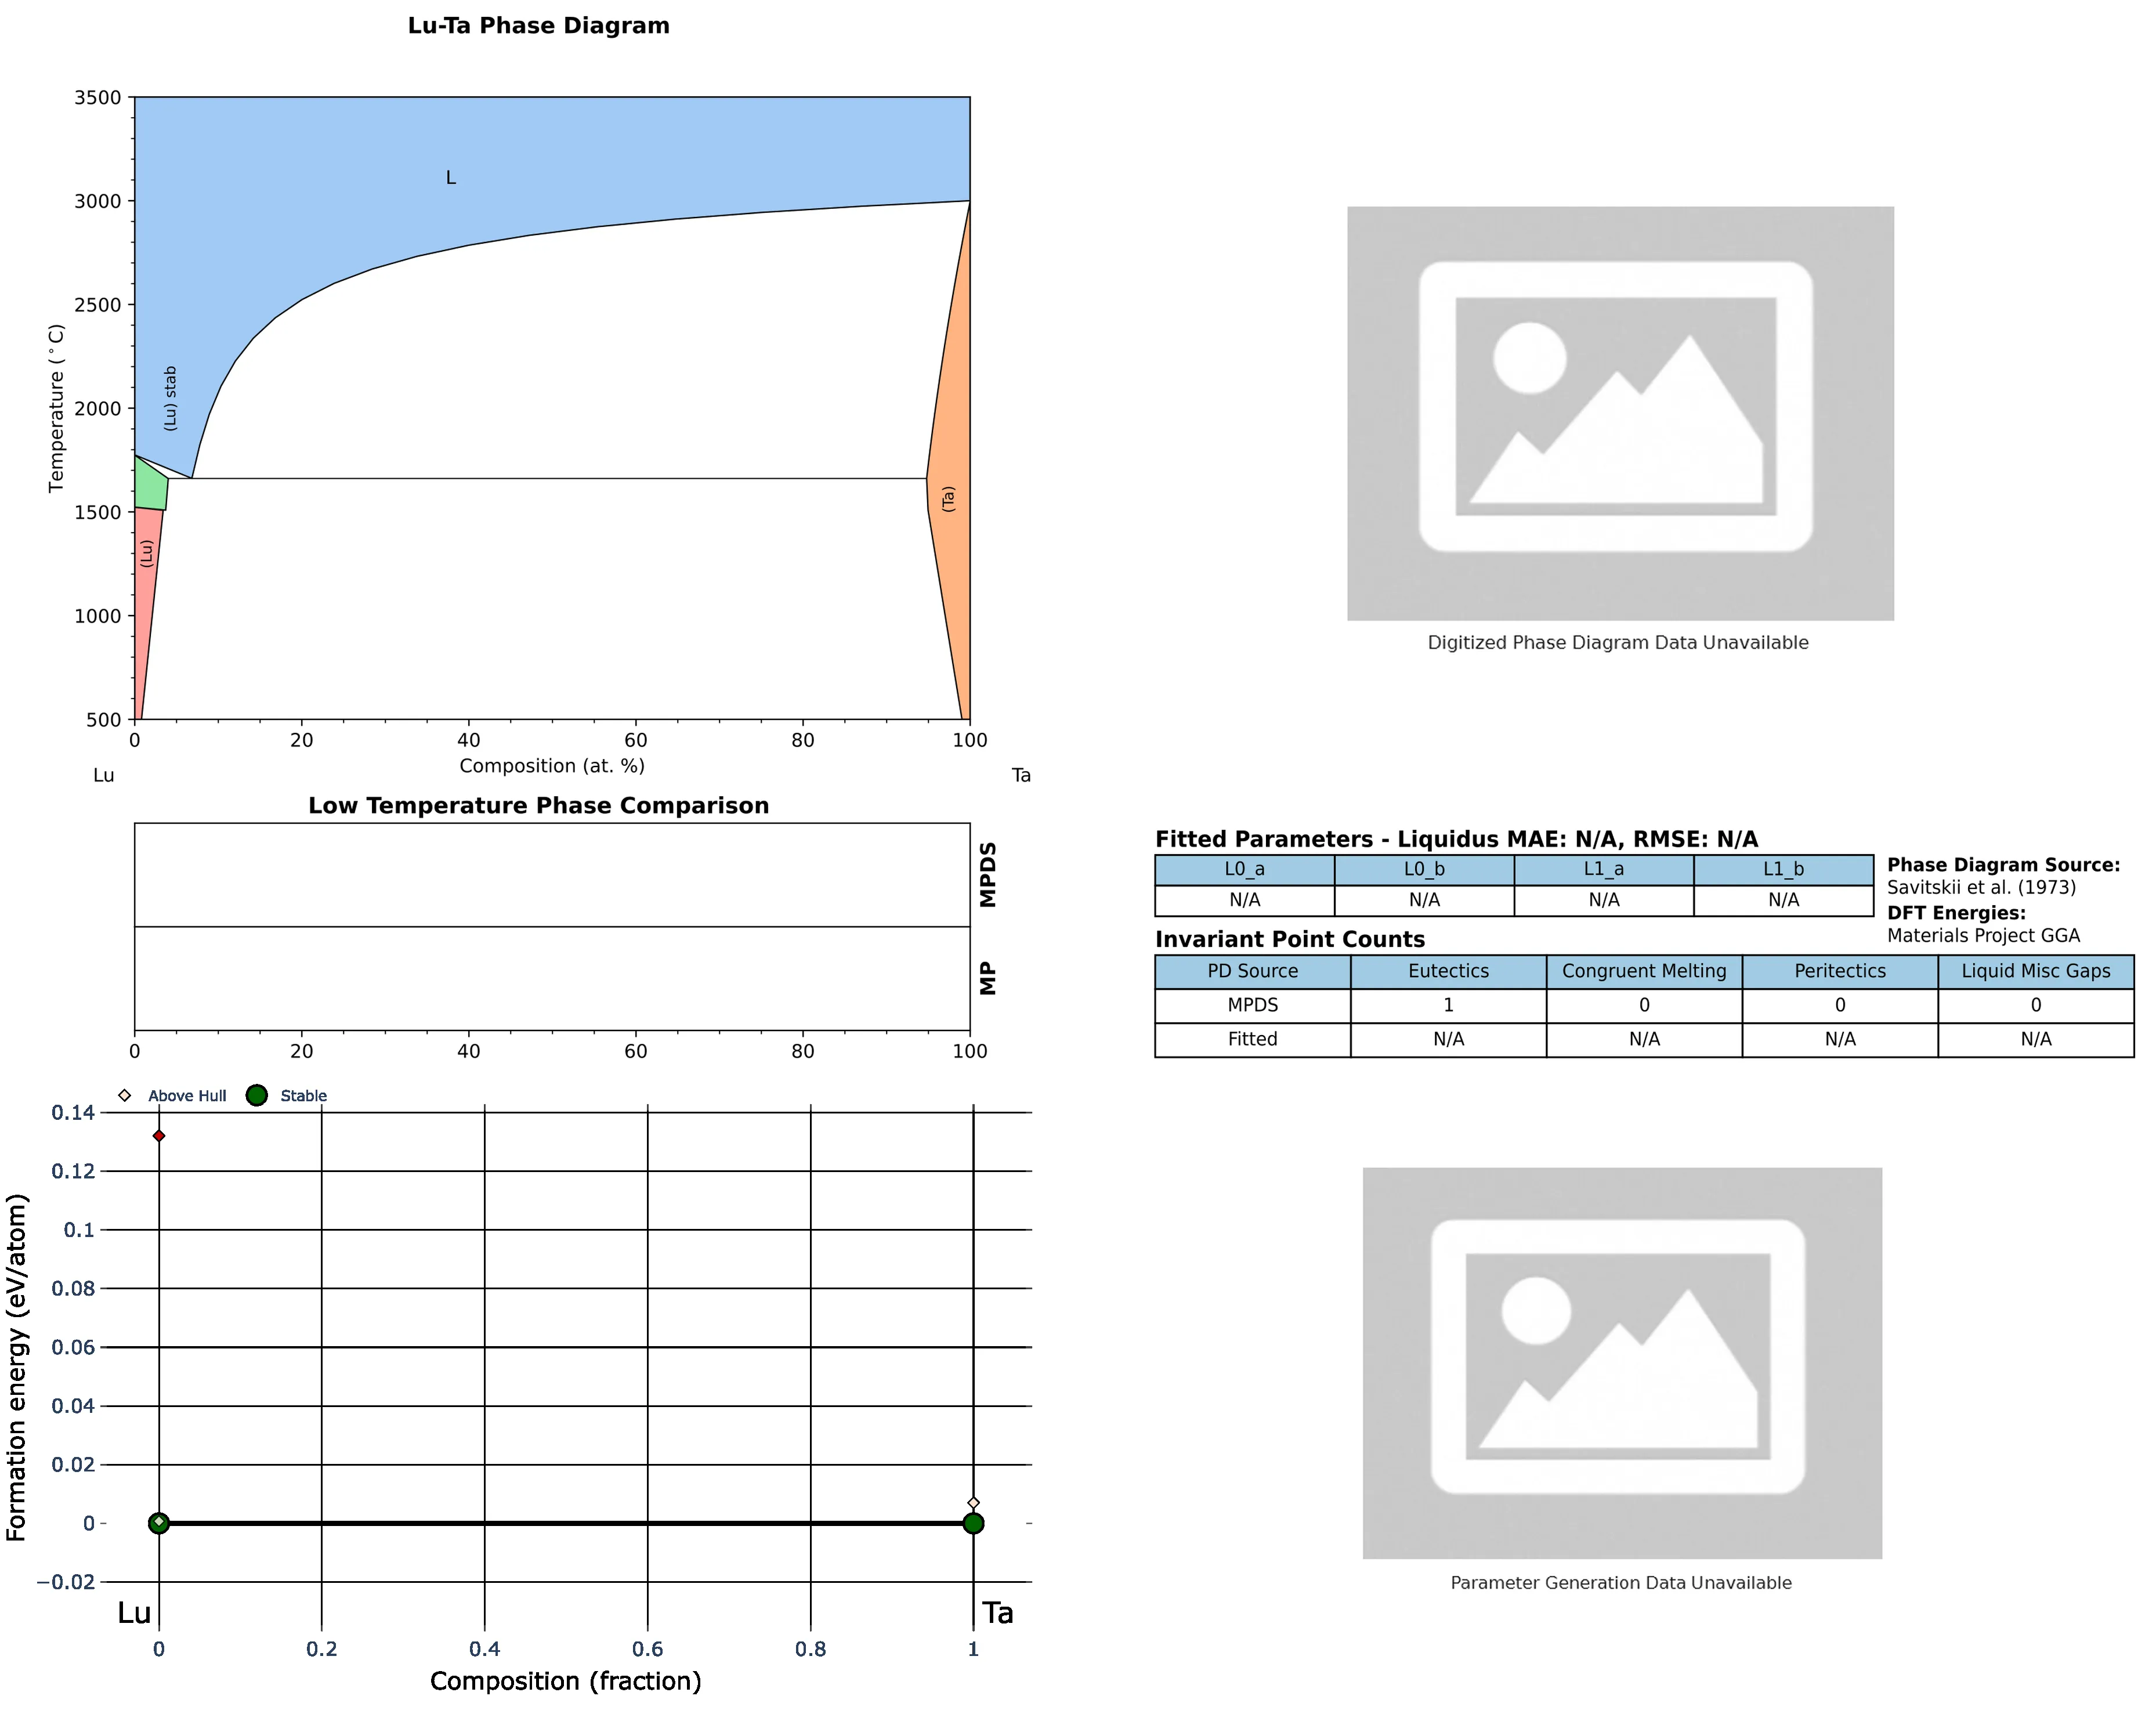 Lu-Ta Phase Diagram
3500
3000
2500
2000
1500
1000
500
Temperature (°C)
L
(Lu) stab
(Lu)
(Ta)
0 20 40 60 80 100
Composition (at. %)
Lu Ta
Digitized Phase Diagram Data Unavailable
Low Temperature Phase Comparison
MPDS
MP
0 20 40 60 80 100
Fitted Parameters - Liquidus MAE: N/A, RMSE: N/A
L0_a L0_b L1_a L1_b
N/A N/A N/A N/A
Phase Diagram Source:
Savitskii et al. (1973)
DFT Energies:
Materials Project GGA
Invariant Point Counts
PD Source Eutectics Congruent Melting Peritectics Liquid Misc Gaps
MPDS 1 0 0 0
Fitted N/A N/A N/A N/A
Above Hull Stable
0.14
0.12
0.1
0.08
0.06
0.04
0.02
0
−0.02
Formation energy (eV/atom)
Lu Ta
0 0.2 0.4 0.6 0.8 1
Composition (fraction)
Parameter Generation Data Unavailable